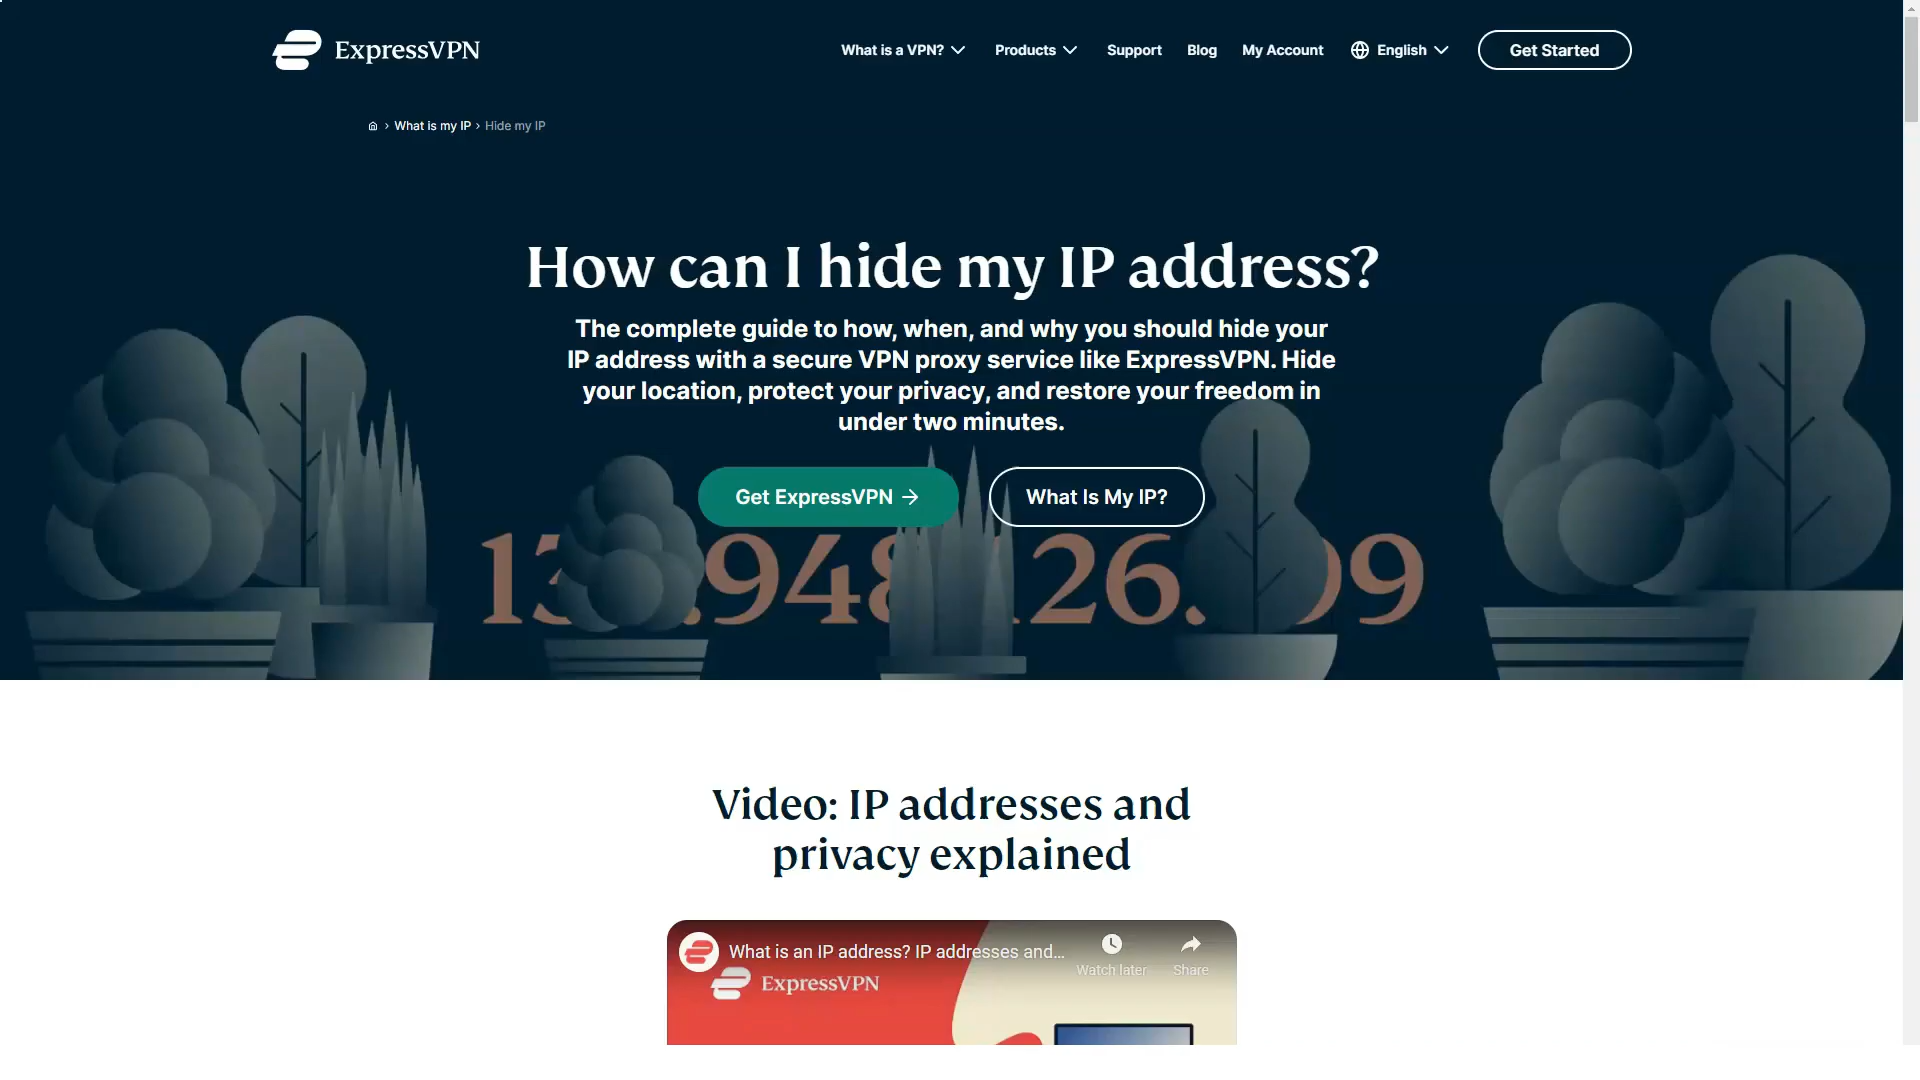 ExpressVPN
What is a VPN? Products Support Blog My Account English Get Started
What is my IP › Hide my IP
How can I hide my IP address?
The complete guide to how, when, and why you should hide your
IP address with a secure VPN proxy service like ExpressVPN. Hide
your location, protect your privacy, and restore your freedom in
under two minutes.
Get ExpressVPN → What Is My IP?
Video: IP addresses and
privacy explained
What is an IP address? IP addresses and...
Watch later Share
ExpressVPN